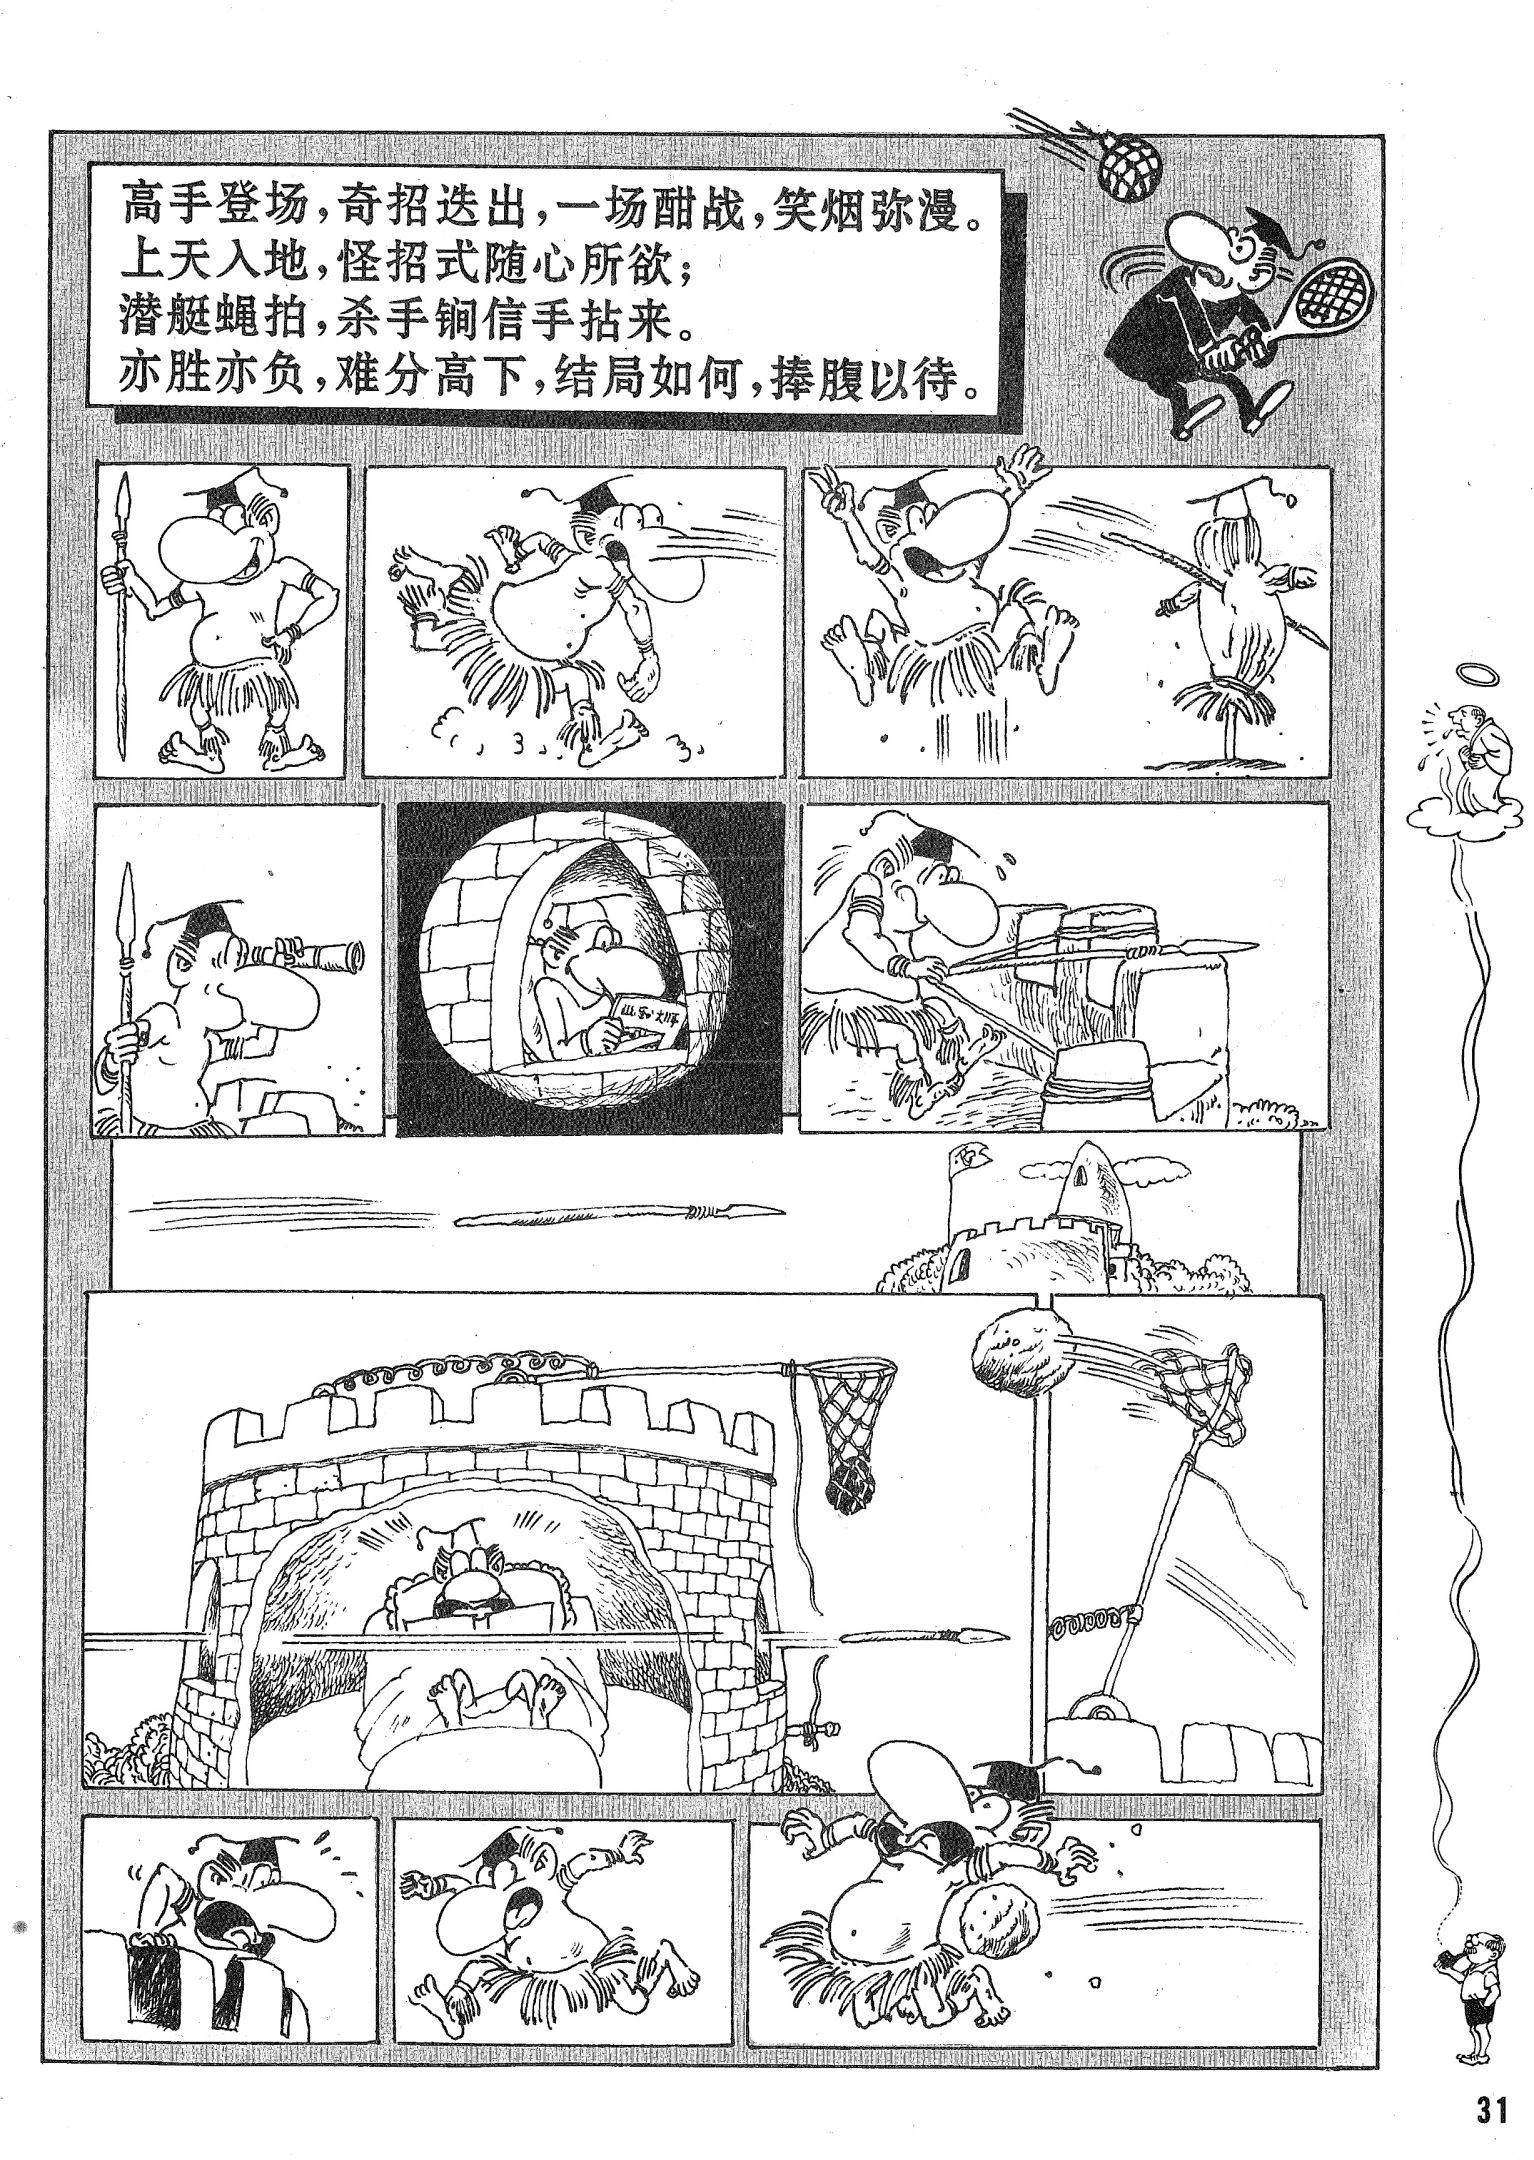 高手登场，奇招迭出，一场酣战，笑烟弥漫。
上天入地，怪招式随心所欲；
潜艇蝇拍，杀手锏信手拈来。
亦胜亦负，难分高下，结局如何，捧腹以待。
31